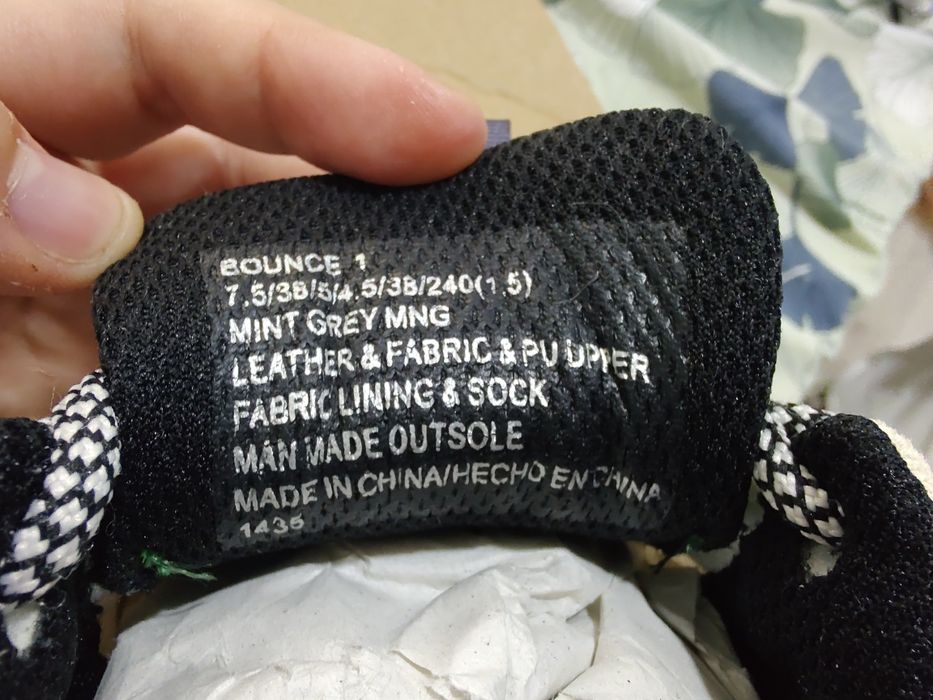 BOUNCE 1
7.5/38/5/4.5/38/240(1.5)
MINT GREY MNG
LEATHER & FABRIC & PU UPPER
FABRIC LINING & SOCK
MAN MADE OUTSOLE
MADE IN CHINA/HECHO EN CHINA
1435